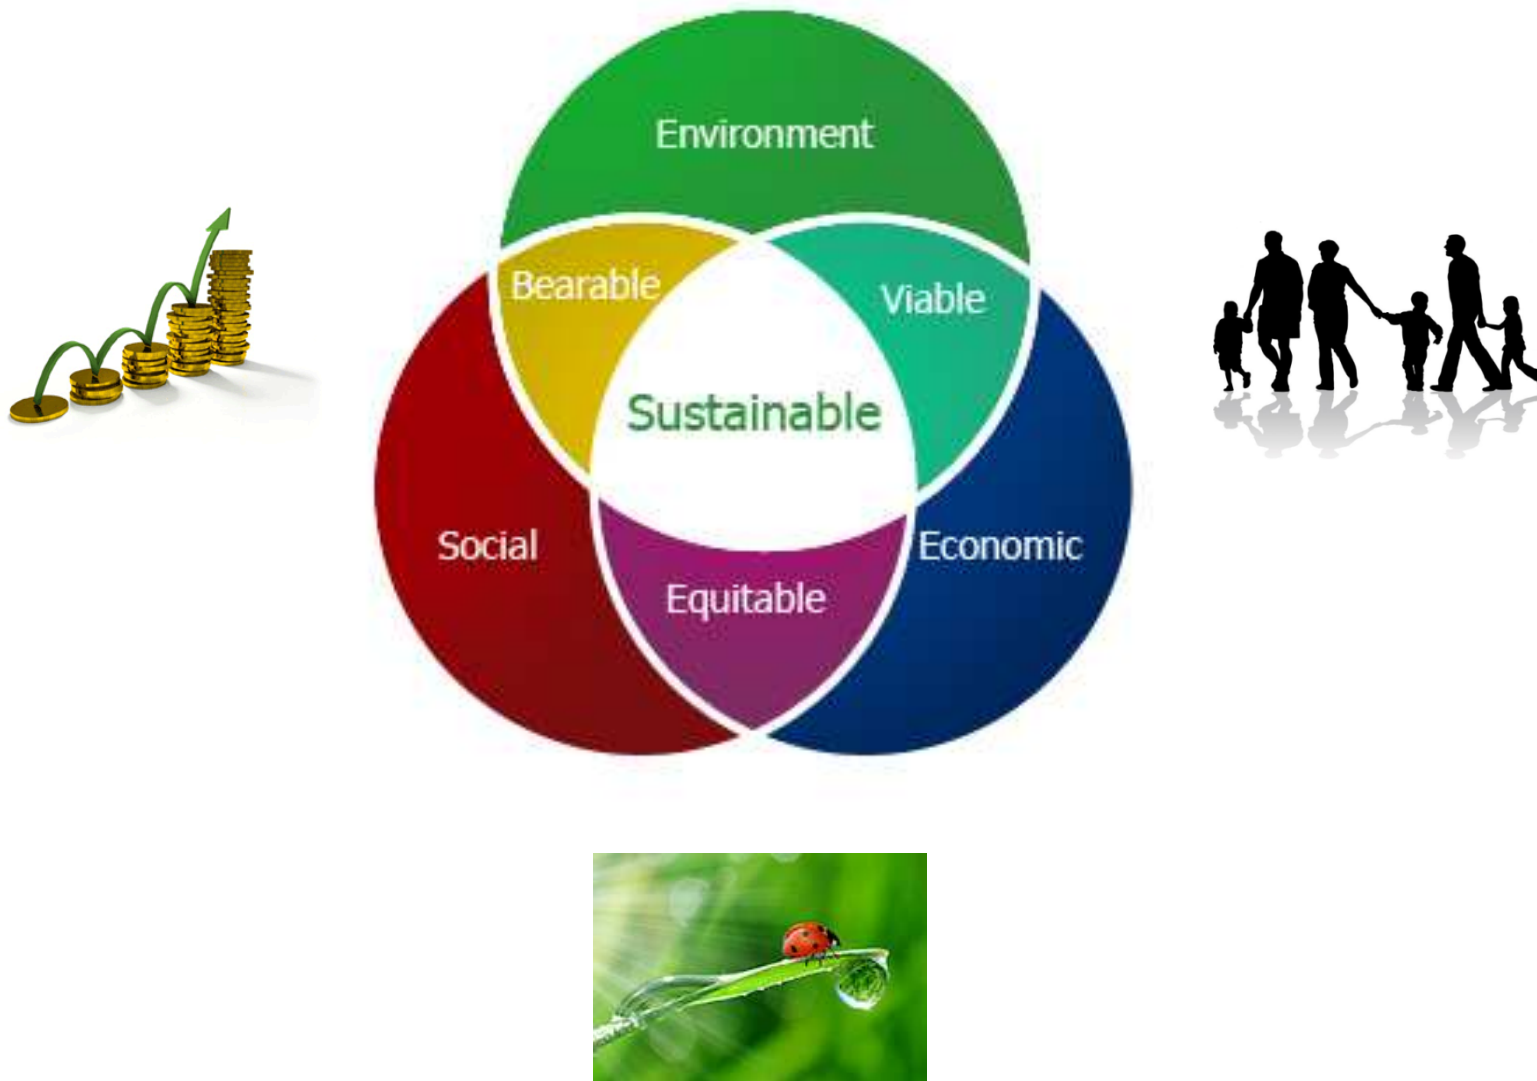 Environment
Bearable
Viable
Sustainable
Social
Economic
Equitable